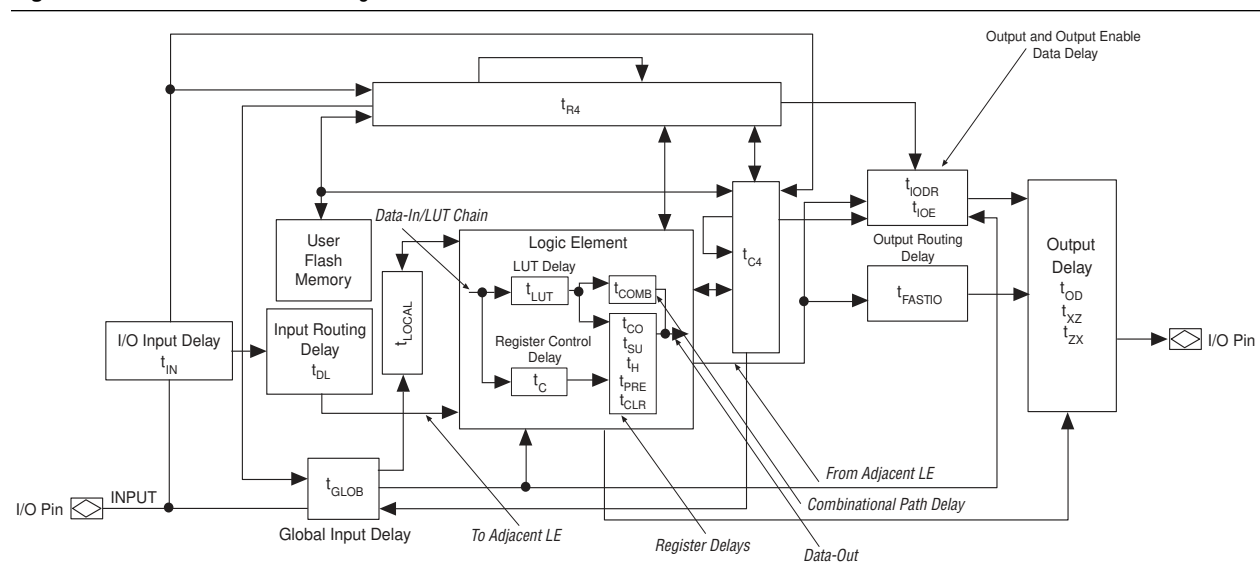 Output and Output Enable
Data Delay
tR4
tIODR
tIOE
Data-In/LUT Chain
User
Flash
Memory
Logic Element
tC4
Output Routing
Delay
Output
Delay
tOD
tXZ
tZX
LUT Delay
tLUT
tCOMB
tLOCAL
tFASTIO
I/O Input Delay
tIN
Input Routing
Delay
tDL
Register Control
Delay
tC
tCO
tSU
tH
tPRE
tCLR
I/O Pin
From Adjacent LE
tGLOB
I/O Pin
INPUT
Combinational Path Delay
Global Input Delay
To Adjacent LE
Register Delays
Data-Out